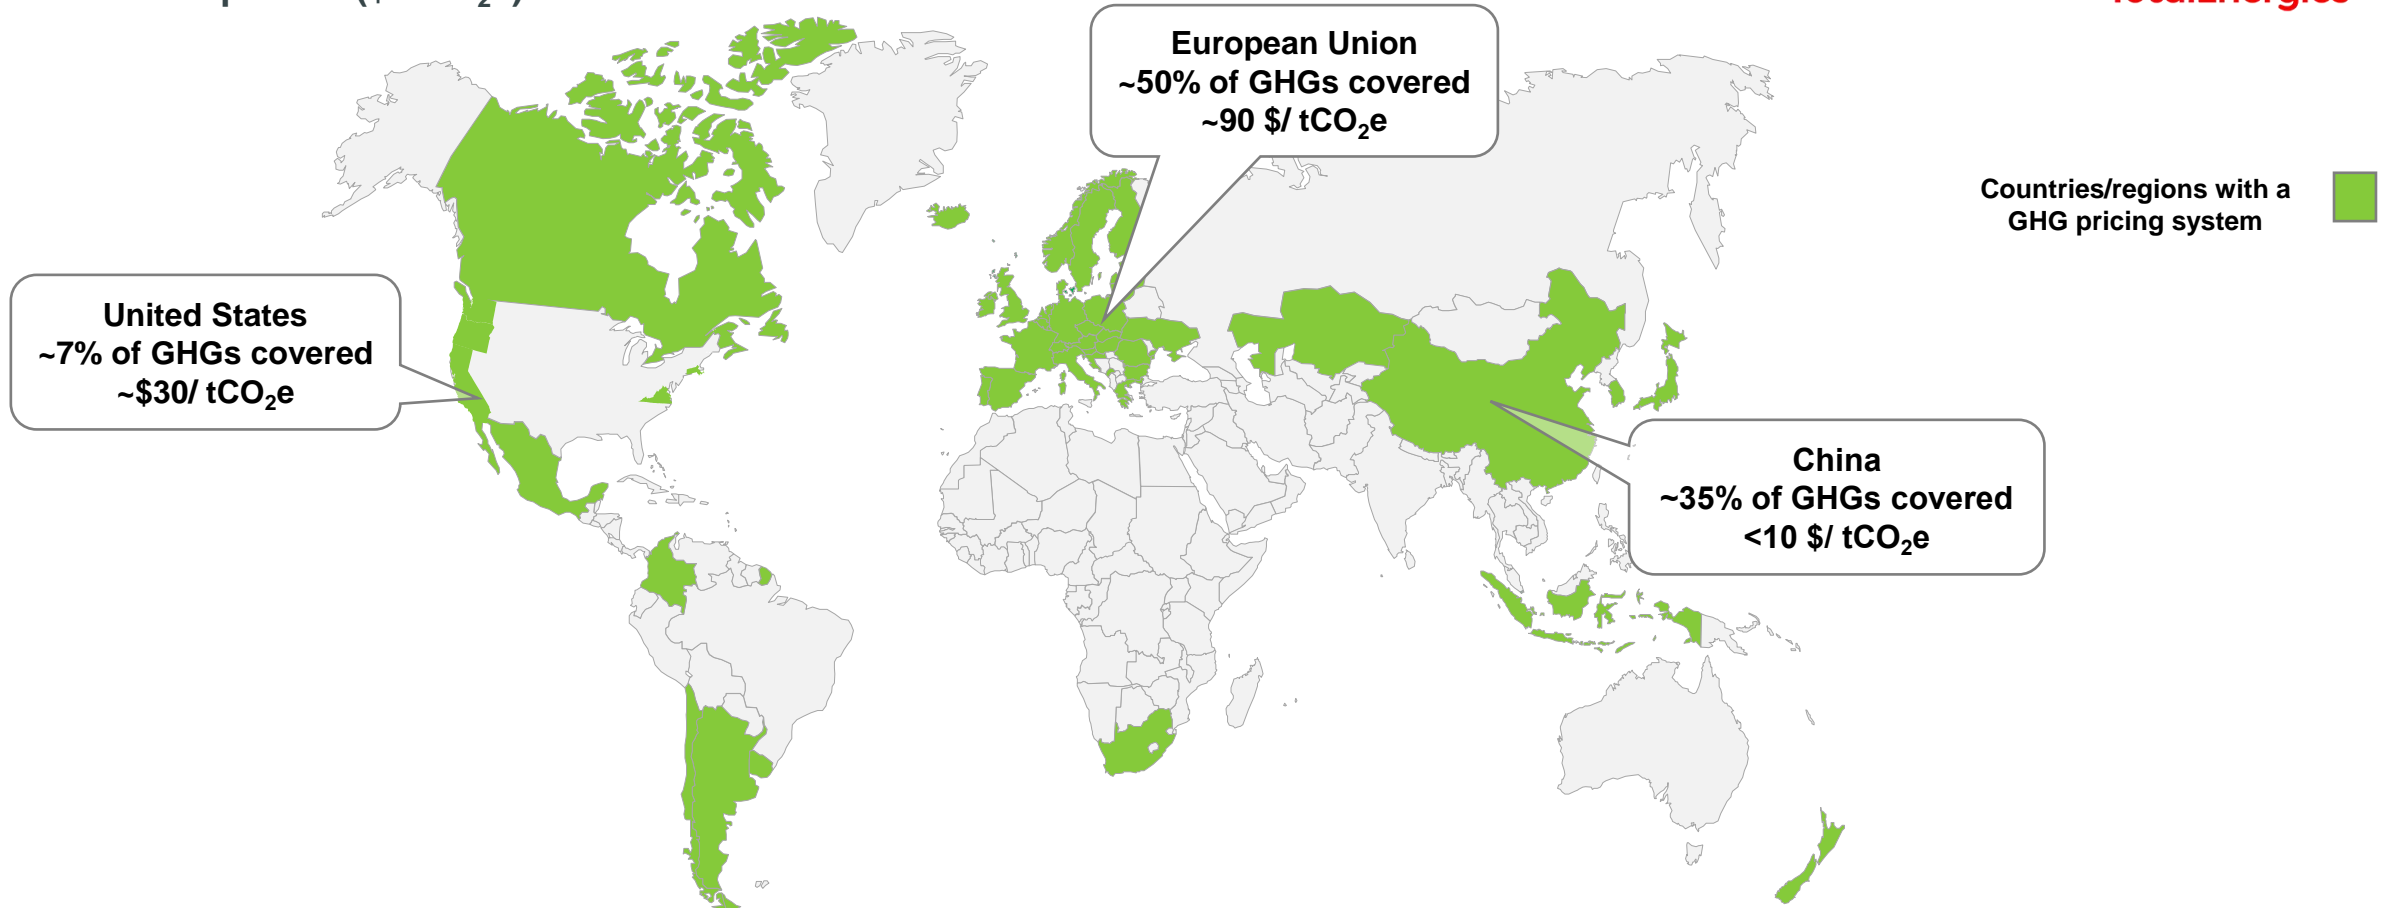 TotalEnergies
European Union
~50% of GHGs covered
~90 $/ tCO₂e
Countries/regions with a
GHG pricing system
United States
~7% of GHGs covered
~$30/ tCO₂e
China
~35% of GHGs covered
<10 $/ tCO₂e